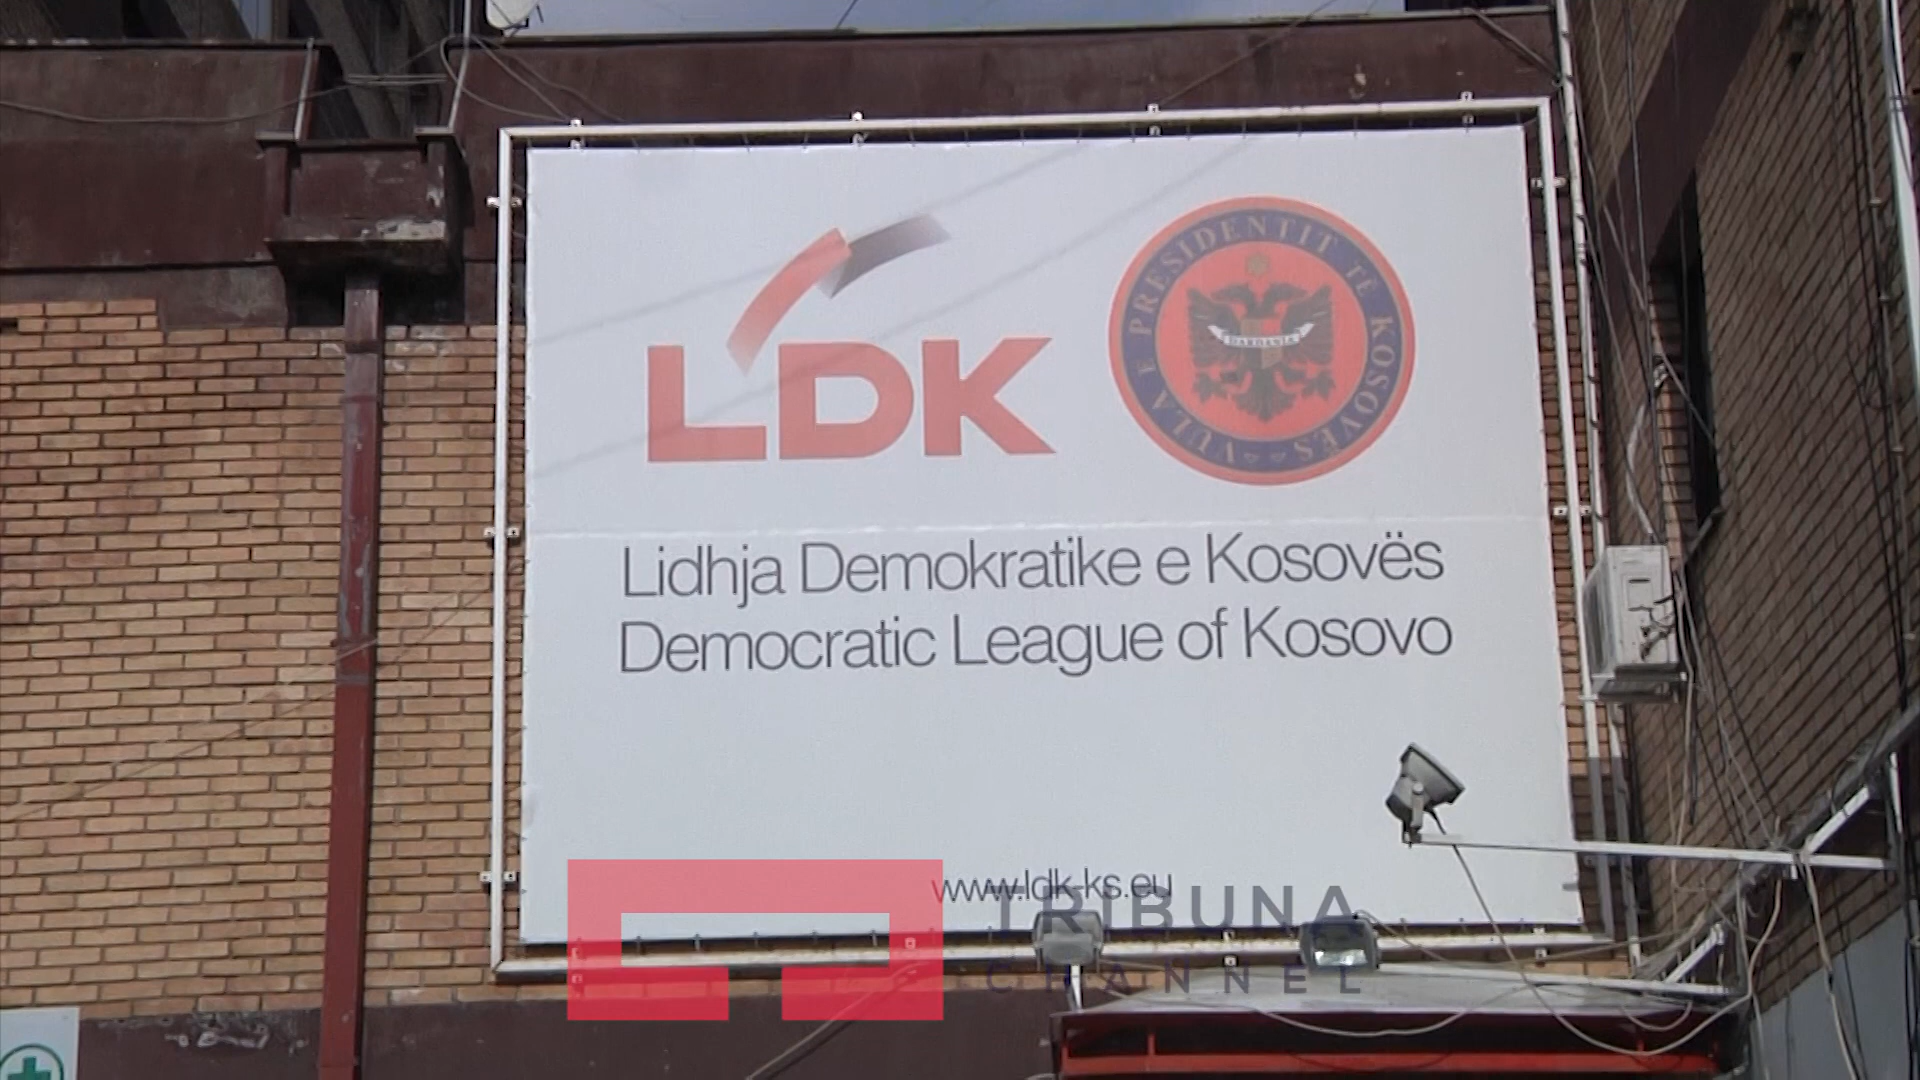 LDK
VULA E PRESIDENTIT TË KOSOVËS
DARDANIA
Lidhja Demokratike e Kosovës
Democratic League of Kosovo
www.ldk-ks.eu
TRIBUNA
CHANNEL